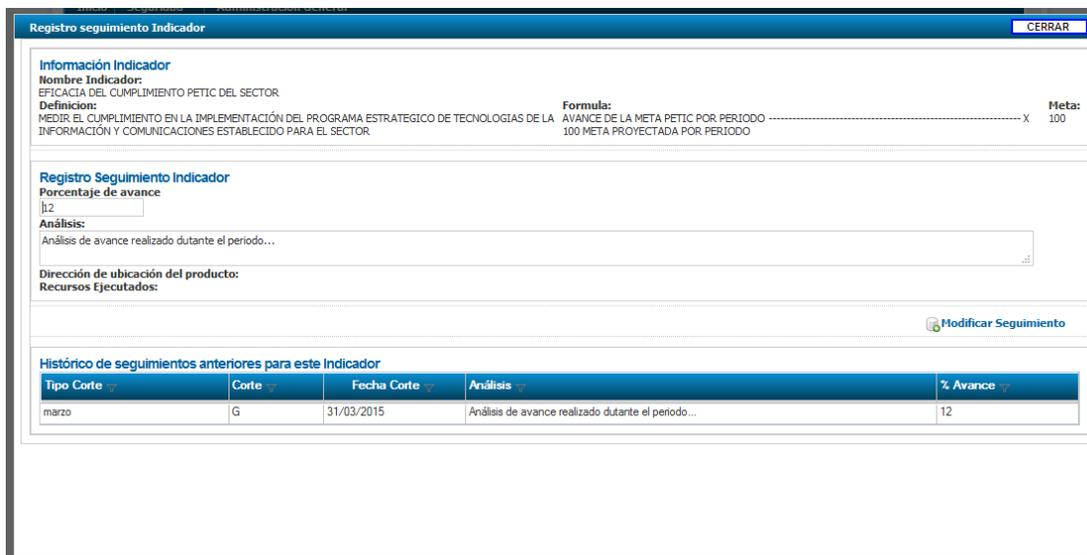 Inicio Seguridad Administración General
Registro seguimiento Indicador
CERRAR
Información Indicador
Nombre Indicador:
EFICACIA DEL CUMPLIMIENTO PETIC DEL SECTOR
Definicion: Formula: Meta:
MEDIR EL CUMPLIMIENTO EN LA IMPLEMENTACIÓN DEL PROGRAMA ESTRATEGICO DE TECNOLOGIAS DE LA AVANCE DE LA META PETIC POR PERIODO --------------------------------------------------------------- X 100
INFORMACIÓN Y COMUNICACIONES ESTABLECIDO PARA EL SECTOR 100 META PROYECTADA POR PERIODO
Registro Seguimiento Indicador
Porcentaje de avance
12
Análisis:
Análisis de avance realizado dutante el periodo...
Dirección de ubicación del producto:
Recursos Ejecutados:
Modificar Seguimiento
Histórico de seguimientos anteriores para este Indicador
Tipo Corte Corte Fecha Corte Análisis % Avance
marzo G 31/03/2015 Análisis de avance realizado dutante el periodo... 12